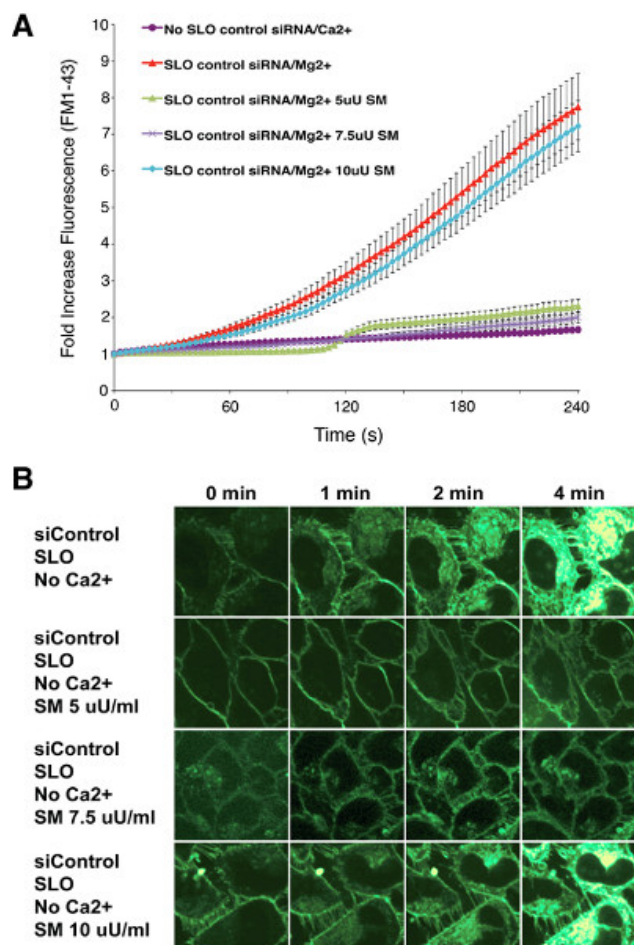 A
10
9
8
7
6
5
4
3
2
1
0
Fold Increase Fluorescence (FM1-43)
No SLO control siRNA/Ca2+
SLO control siRNA/Mg2+
SLO control siRNA/Mg2+ 5uU SM
SLO control siRNA/Mg2+ 7.5uU SM
SLO control siRNA/Mg2+ 10uU SM
0 60 120 180 240
Time (s)
B
0 min 1 min 2 min 4 min
siControl
SLO
No Ca2+
siControl
SLO
No Ca2+
SM 5 uU/ml
siControl
SLO
No Ca2+
SM 7.5 uU/ml
siControl
SLO
No Ca2+
SM 10 uU/ml